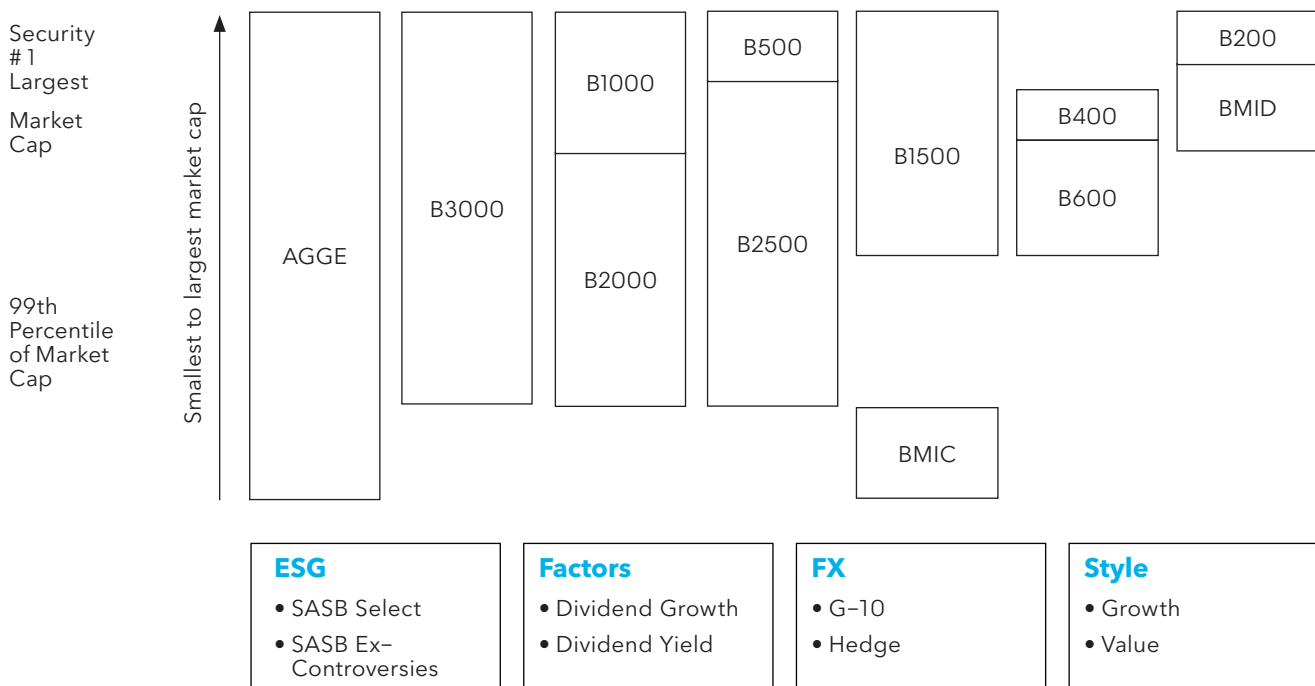 Security
#1
Largest
Market
Cap
99th
Percentile
of Market
Cap
Smallest to largest market cap
AGGE
B3000
B1000
B2000
B500
B2500
B1500
BMIC
B400
B600
B200
BMID
ESG
• SASB Select
• SASB Ex–
Controversies
Factors
• Dividend Growth
• Dividend Yield
FX
• G–10
• Hedge
Style
• Growth
• Value